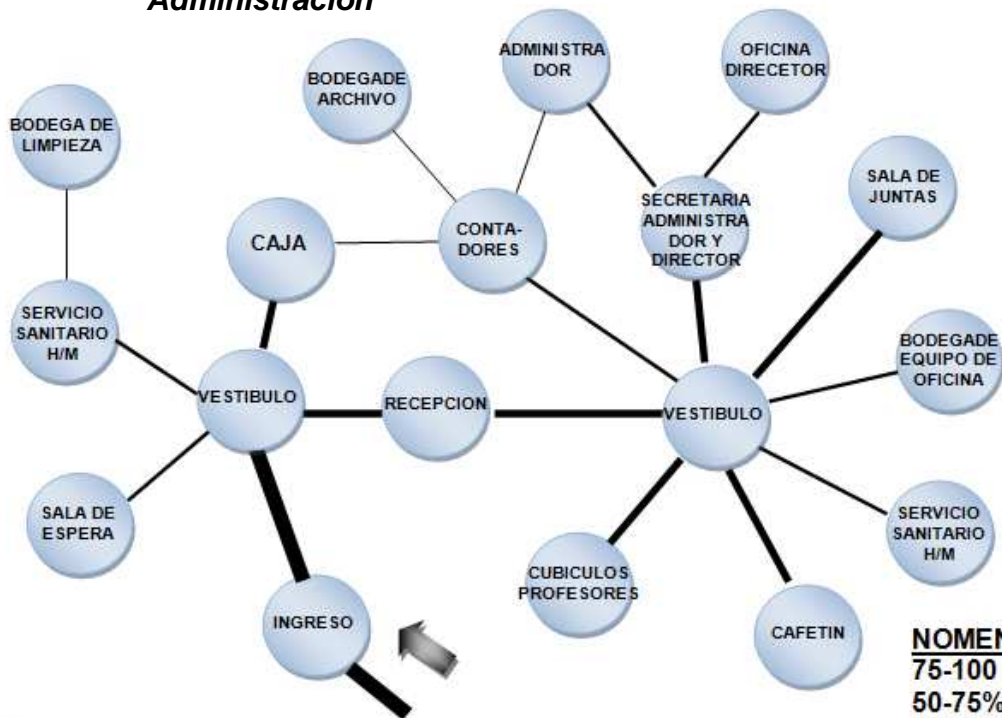 Administración
ADMINISTRA
DOR
OFICINA
DIRECETOR
BODEGADE
ARCHIVO
BODEGA DE
LIMPIEZA
SALA DE
JUNTAS
SECRETARIA
ADMINISTRA
DOR Y
DIRECTOR
CONTA-
DORES
CAJA
SERVICIO
SANITARIO
H/M
BODEGADE
EQUIPO DE
OFICINA
VESTIBULO
RECEPCION
VESTIBULO
SALA DE
ESPERA
SERVICIO
SANITARIO
H/M
CUBICULOS
PROFESORES
INGRESO
CAFETIN
NOMEN
75-100
50-75%